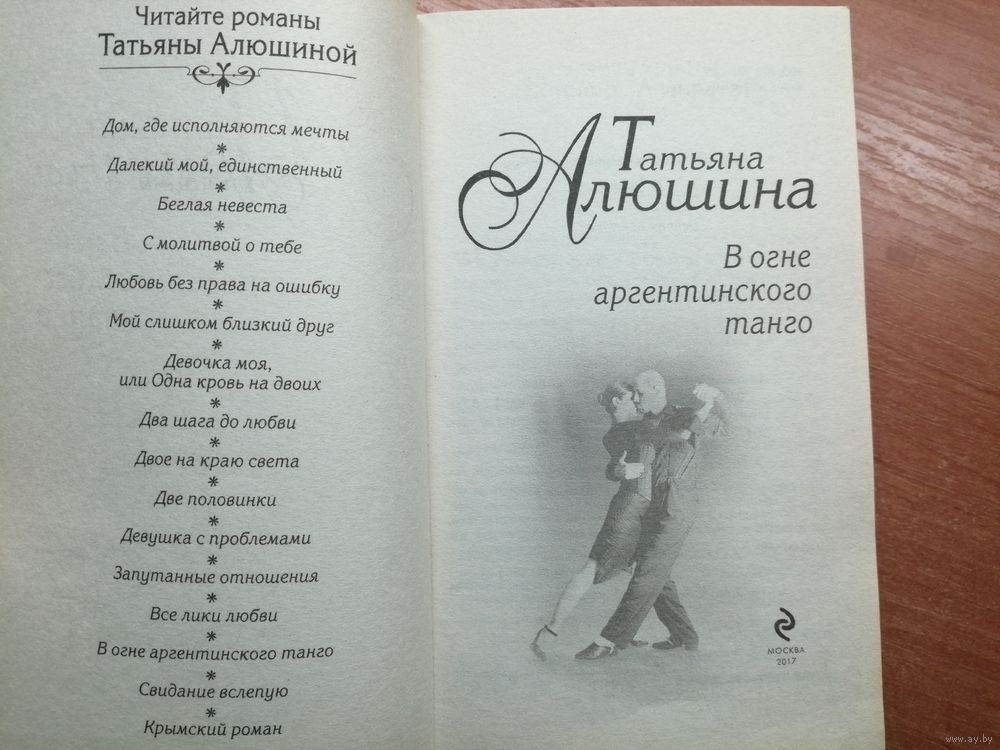 Читайте романы
Татьяны Алюшиной
Дом, где исполняются мечты
*
Далекий мой, единственный
*
Беглая невеста
*
С молитвой о тебе
*
Любовь без права на ошибку
*
Мой слишком близкий друг
*
Девочка моя,
или Одна кровь на двоих
*
Два шага до любви
*
Двое на краю света
*
Две половинки
*
Девушка с проблемами
*
Запутанные отношения
*
Все лики любви
*
В огне аргентинского танго
*
Свидание вслепую
*
Крымский роман
Татьяна
Алюшина
В огне
аргентинского
танго
МОСКВА
2017
www.ay.by